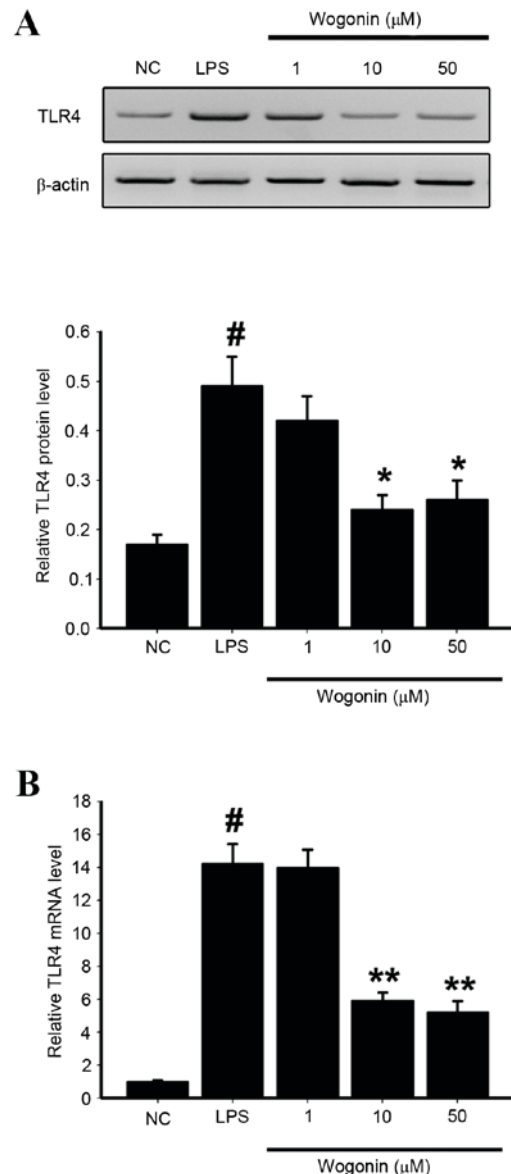 A
Wogonin (μM)
NC LPS 1 10 50
TLR4
β-actin
Relative TLR4 protein level
0.6
0.5
0.4
0.3
0.2
0.1
0.0
#
*
*
NC LPS 1 10 50
Wogonin (μM)
B
Relative TLR4 mRNA level
18
16
14
12
10
8
6
4
2
0
#
**
**
NC LPS 1 10 50
Wogonin (μM)